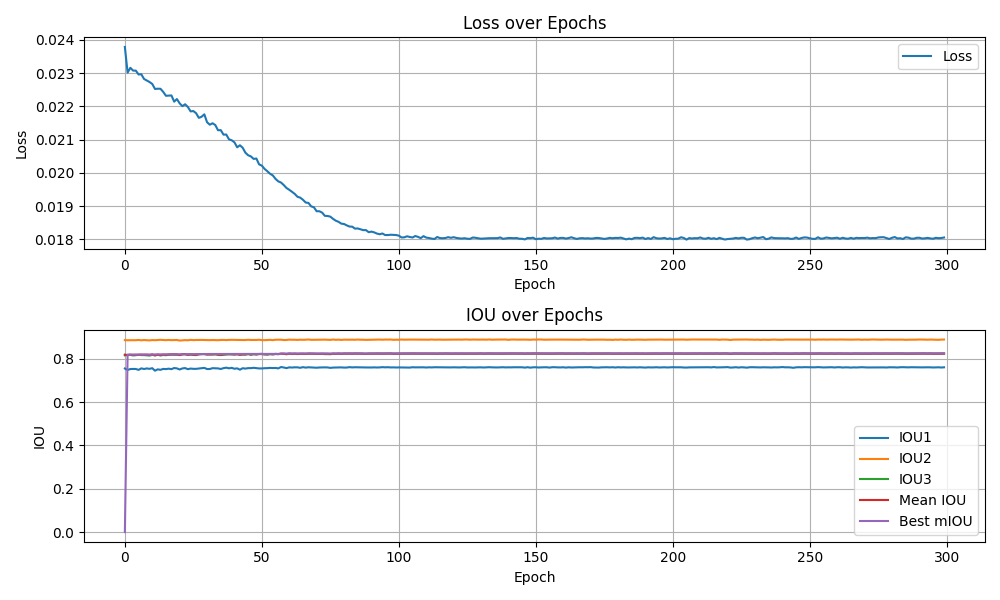 Loss over Epochs
0.024
0.023
0.022
0.021
0.020
0.019
0.018
Loss
Loss
0 50 100 150 200 250 300
Epoch
IOU over Epochs
0.8
0.6
0.4
0.2
0.0
IOU
IOU1
IOU2
IOU3
Mean IOU
Best mIOU
0 50 100 150 200 250 300
Epoch